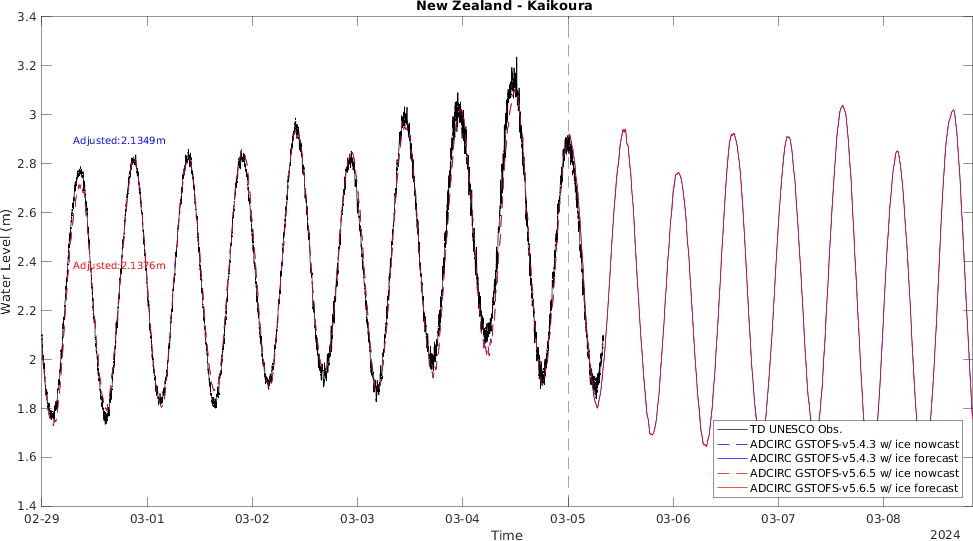 New Zealand - Kaikoura
3.4
3.2
3
2.8
2.6
2.4
2.2
2
1.8
1.6
1.4
Water Level (m)
Adjusted:2.1349m
Adjusted:2.1376m
TD UNESCO Obs.
ADCIRC GSTOFS-v5.4.3 w/ ice nowcast
ADCIRC GSTOFS-v5.4.3 w/ ice forecast
ADCIRC GSTOFS-v5.6.5 w/ ice nowcast
ADCIRC GSTOFS-v5.6.5 w/ ice forecast
02-29 03-01 03-02 03-03 03-04 03-05 03-06 03-07 03-08
Time
2024